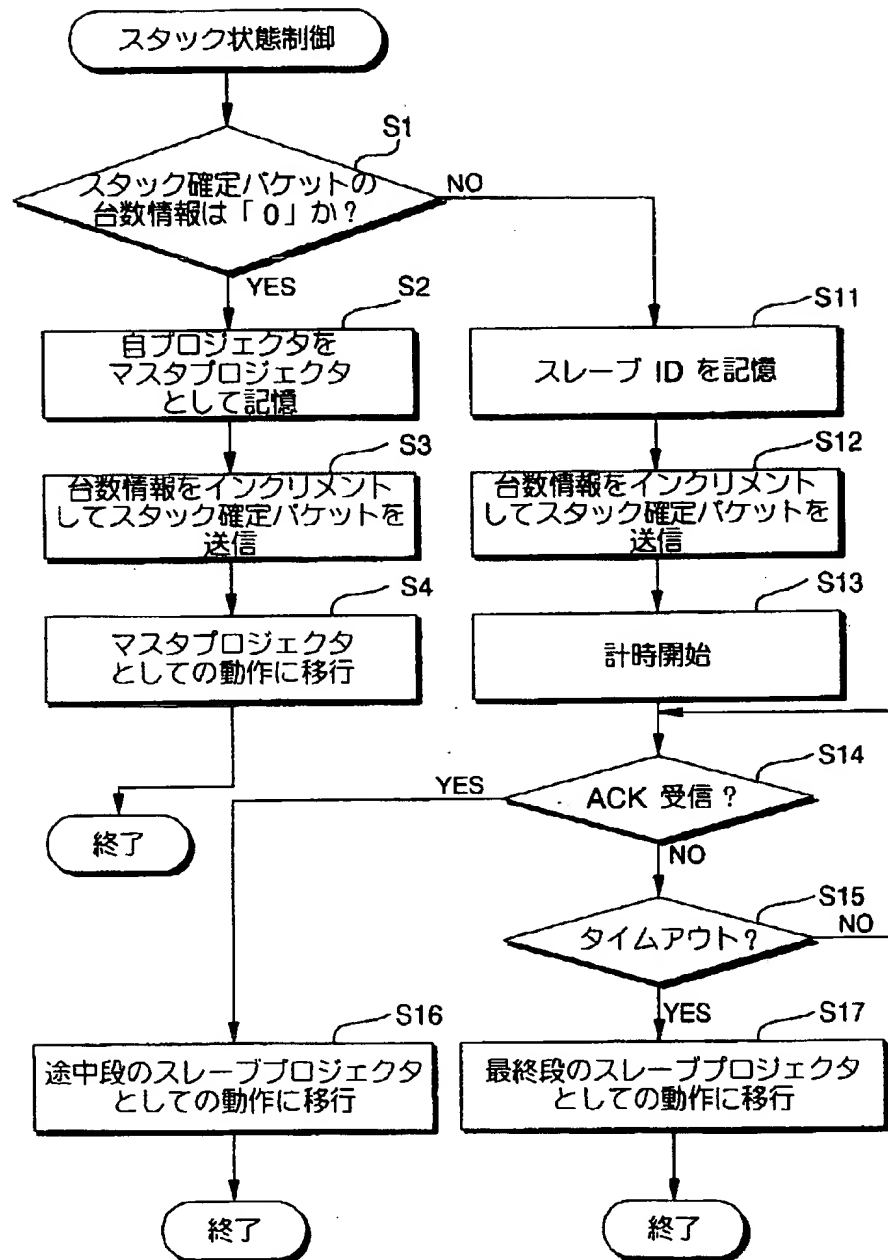 スタック状態制御
S1
スタック確定パケットの
台数情報は「0」か?
NO
YES
S2
自プロジェクタを
マスタプロジェクタ
として記憶
S3
台数情報をインクリメント
してスタック確定パケットを
送信
S4
マスタプロジェクタ
としての動作に移行
終了
S11
スレーブ ID を記憶
S12
台数情報をインクリメント
してスタック確定パケットを
送信
S13
計時開始
S14
ACK 受信?
YES
NO
S15
タイムアウト?
NO
YES
S16
途中段のスレーブプロジェクタ
としての動作に移行
終了
S17
最終段のスレーブプロジェクタ
としての動作に移行
終了